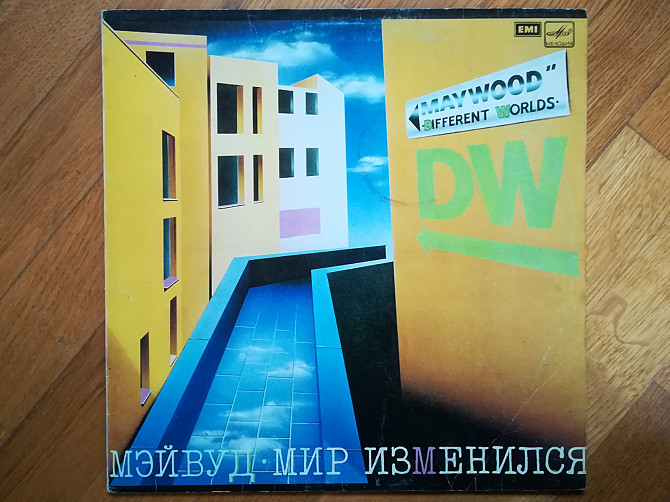 EMI
МЕЛОДИЯ
"MAYWOOD"
·DIFFERENT WORLDS·
DW
МЭЙВУД·МИР ИЗМЕНИЛСЯ